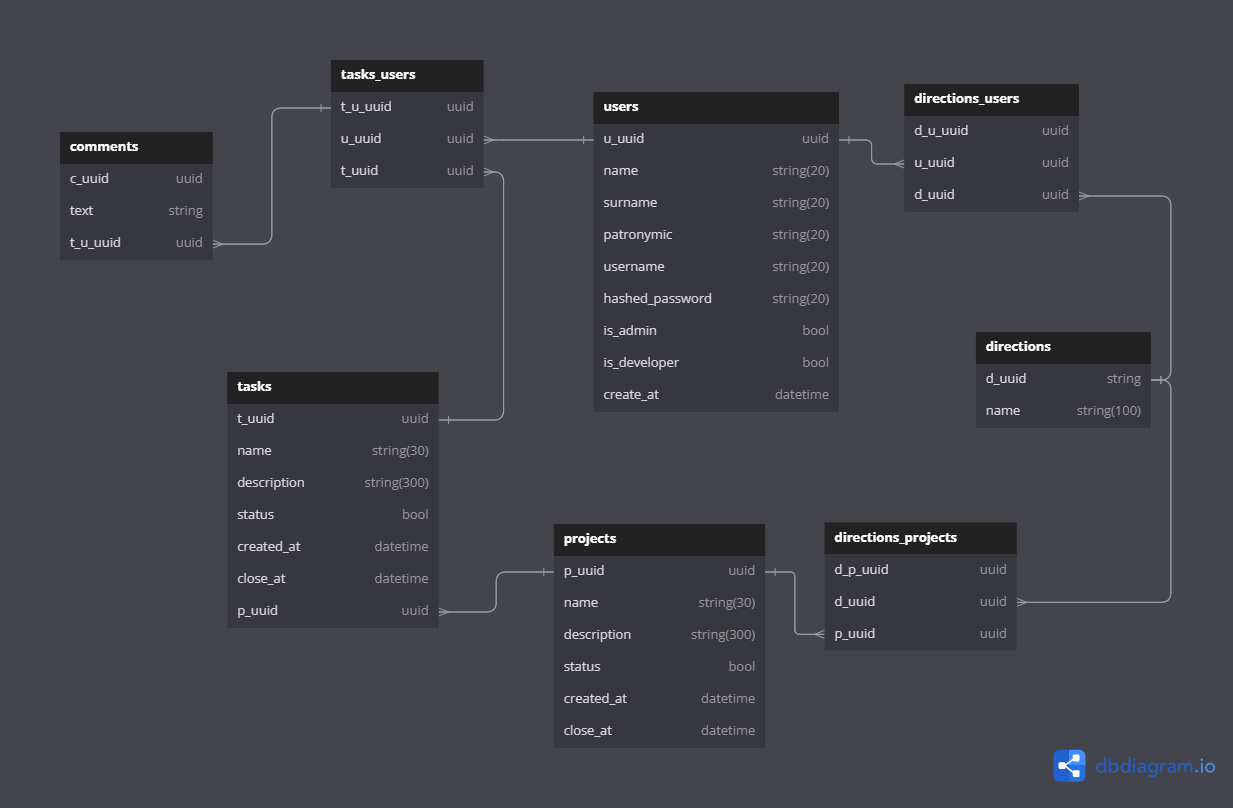 tasks_users
t_u_uuid uuid
u_uuid uuid
t_uuid uuid
comments
c_uuid uuid
text string
t_u_uuid uuid
users
u_uuid uuid
name string(20)
surname string(20)
patronymic string(20)
username string(20)
hashed_password string(20)
is_admin bool
is_developer bool
create_at datetime
directions_users
d_u_uuid uuid
u_uuid uuid
d_uuid uuid
directions
d_uuid string
name string(100)
tasks
t_uuid uuid
name string(30)
description string(300)
status bool
created_at datetime
close_at datetime
p_uuid uuid
projects
p_uuid uuid
name string(30)
description string(300)
status bool
created_at datetime
close_at datetime
directions_projects
d_p_uuid uuid
d_uuid uuid
p_uuid uuid
dbdiagram.io